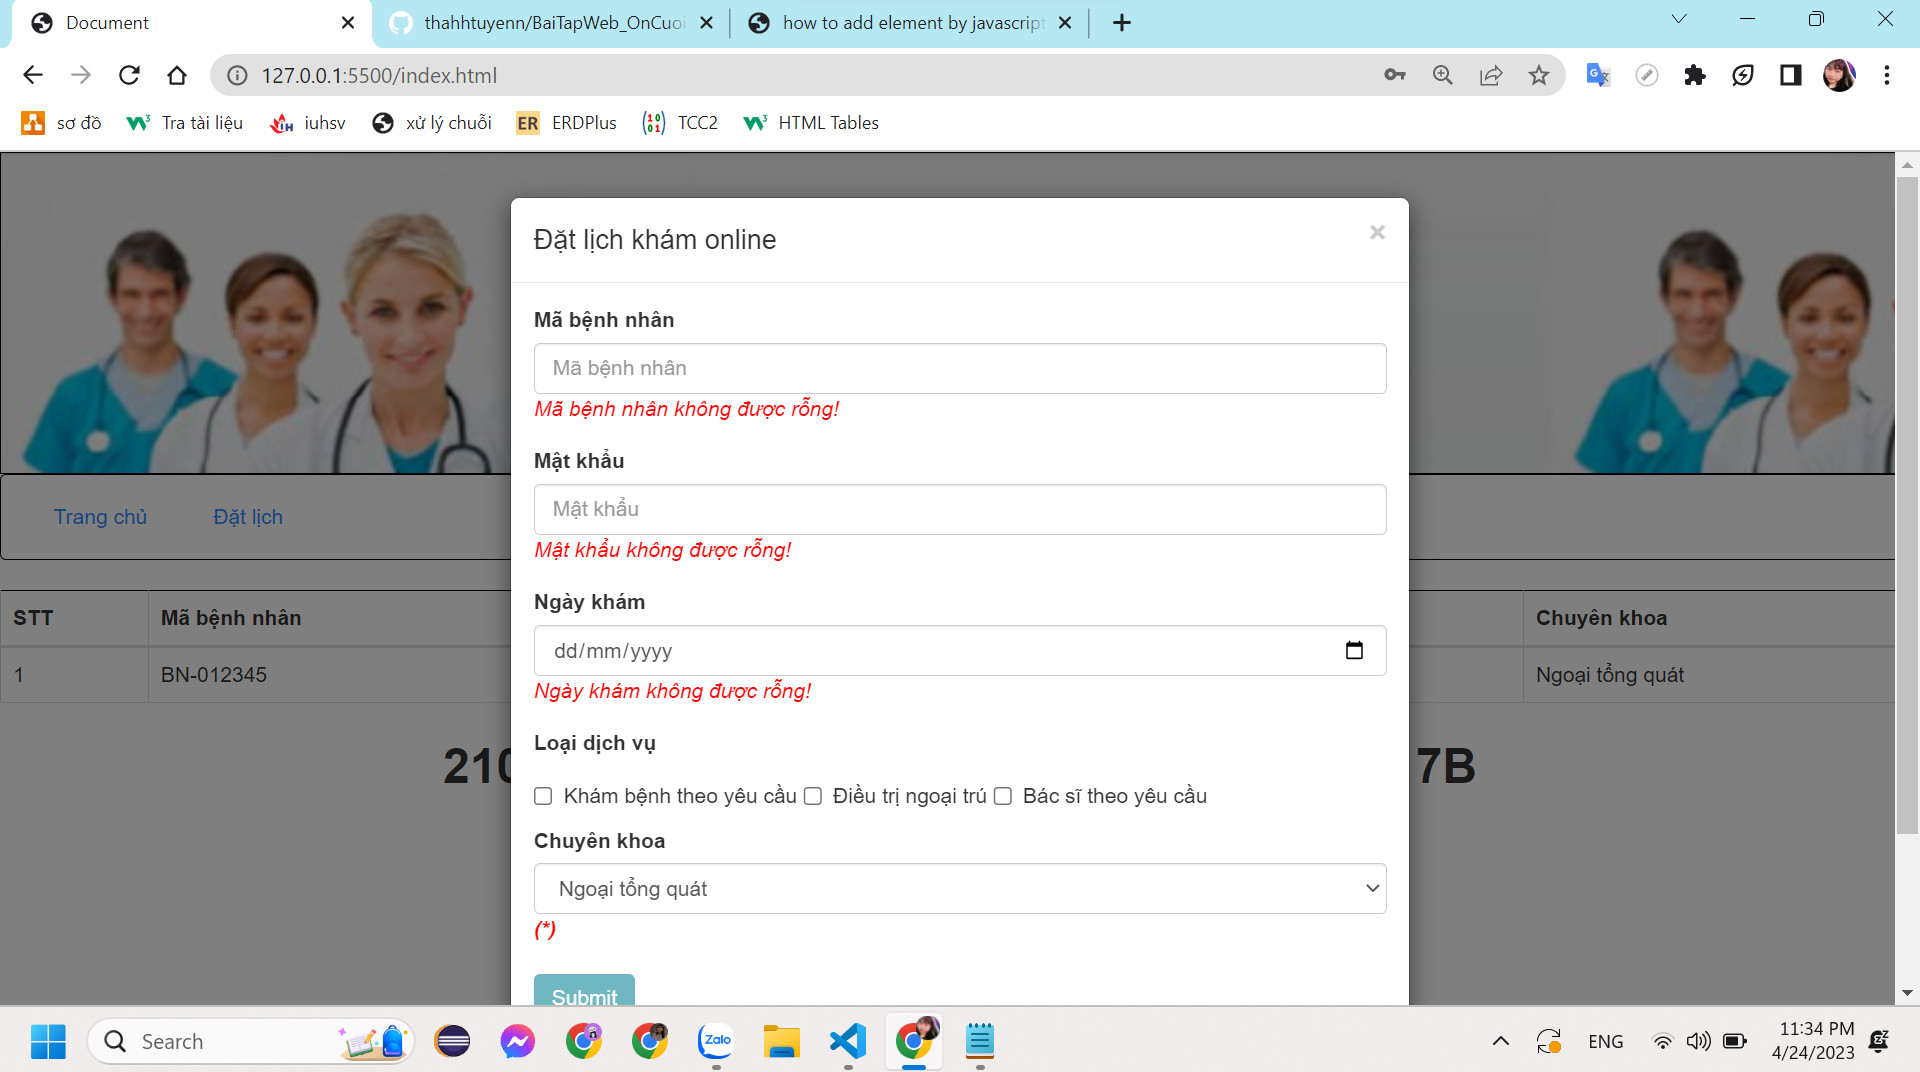 Document
thahhtuyenn/BaiTapWeb_OnCuoi
how to add element by javascript
127.0.0.1:5500/index.html
sơ đồ
Tra tài liệu
iuhsv
xử lý chuỗi
ER ERDPlus
TCC2
HTML Tables
Đặt lịch khám online
×
Mã bệnh nhân
Mã bệnh nhân
Mã bệnh nhân không được rỗng!
Mật khẩu
Mật khẩu
Mật khẩu không được rỗng!
Ngày khám
dd/mm/yyyy
Ngày khám không được rỗng!
Loại dịch vụ
Khám bệnh theo yêu cầu Điều trị ngoại trú Bác sĩ theo yêu cầu
Chuyên khoa
Ngoại tổng quát
(*)
Submit
Trang chủ Đặt lịch
STT Mã bệnh nhân Chuyên khoa
1 BN-012345 Ngoại tổng quát
210 7B
Search
Zalo
ENG
11:34 PM
4/24/2023